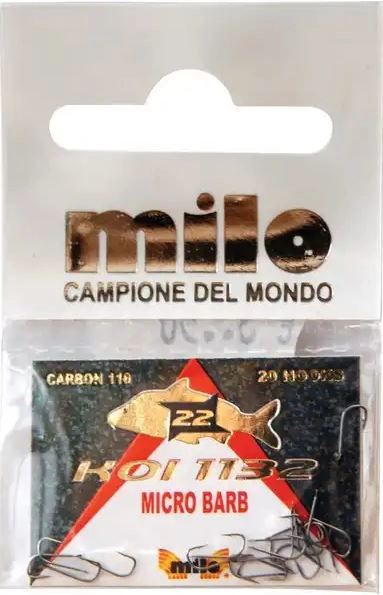 milo
CAMPIONE DEL MONDO
CARBON 110
20 HOOKS
22
KOI 1132
MICRO BARB
milo